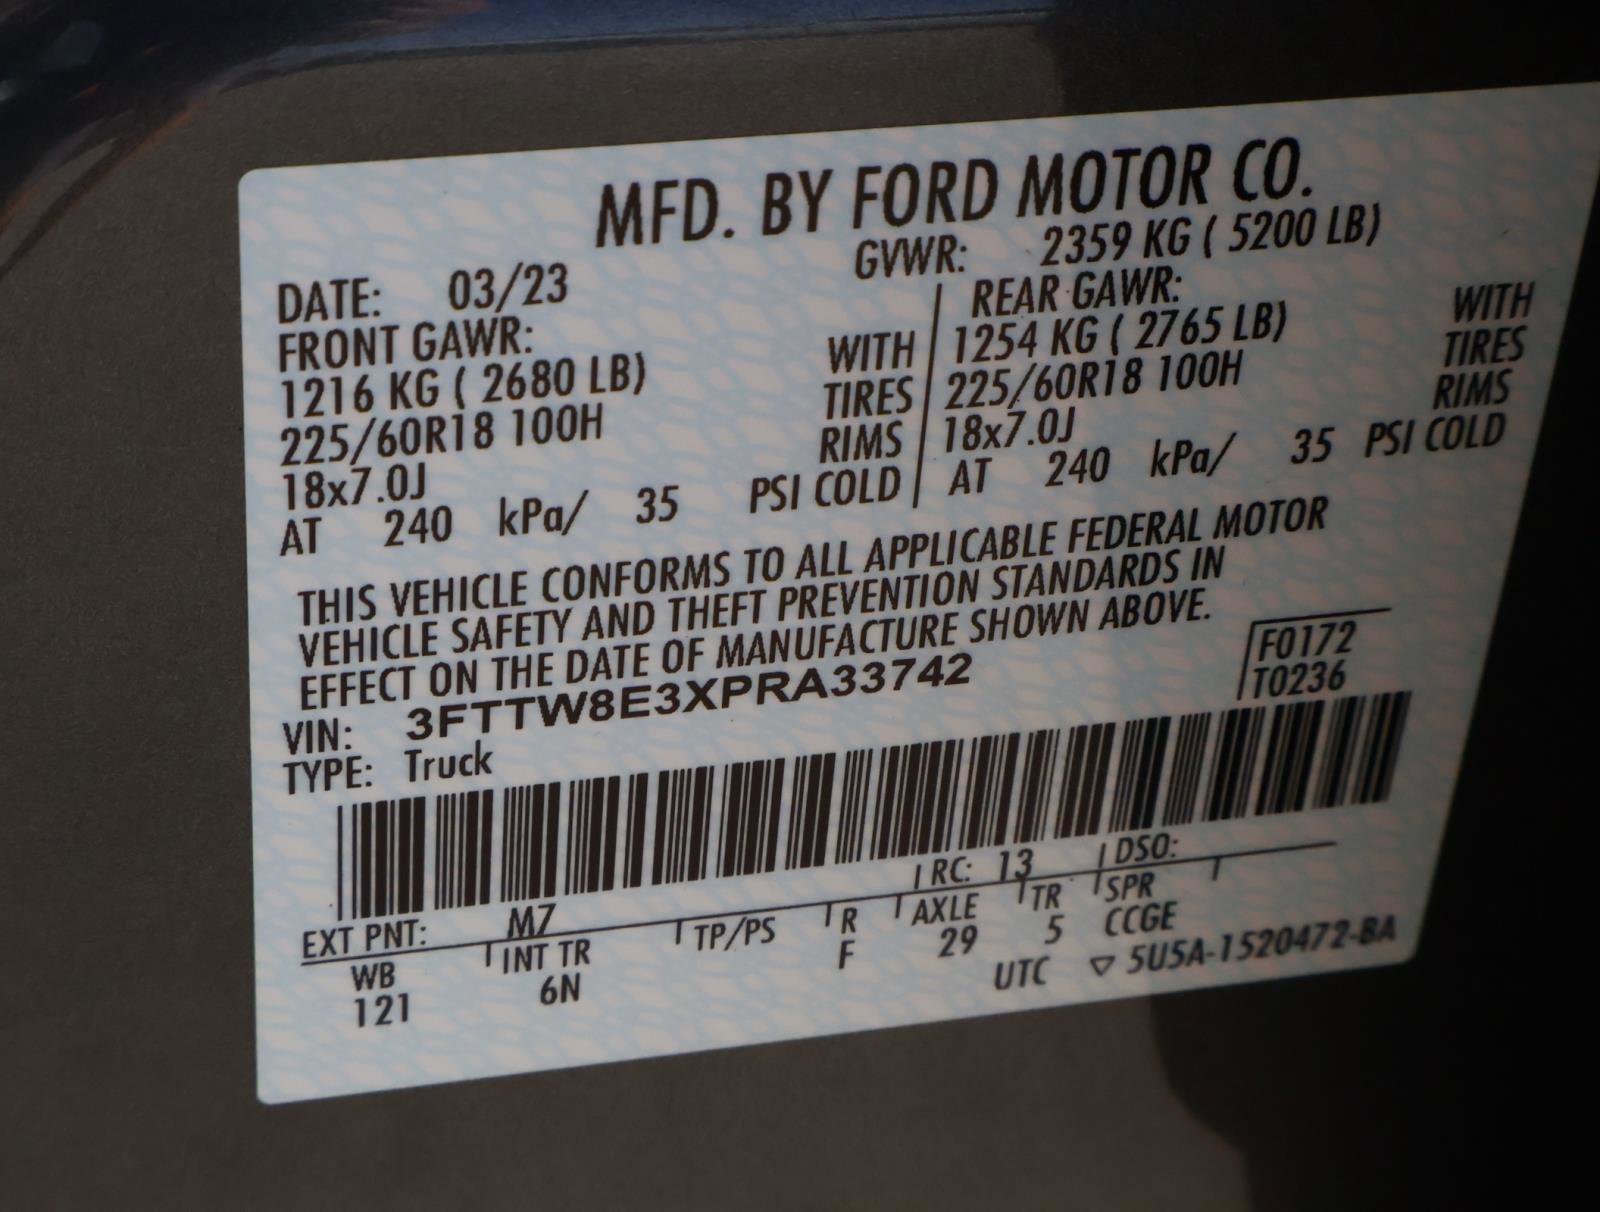 MFD. BY FORD MOTOR CO.
DATE: 03/23 GVWR: 2359 KG ( 5200 LB)
FRONT GAWR: REAR GAWR:
1216 KG ( 2680 LB) WITH 1254 KG ( 2765 LB) WITH
225/60R18 100H TIRES 225/60R18 100H TIRES
18x7.0J RIMS 18x7.0J RIMS
AT 240 kPa/ 35 PSI COLD AT 240 kPa/ 35 PSI COLD
THIS VEHICLE CONFORMS TO ALL APPLICABLE FEDERAL MOTOR
VEHICLE SAFETY AND THEFT PREVENTION STANDARDS IN
EFFECT ON THE DATE OF MANUFACTURE SHOWN ABOVE.
VIN: 3FTTW8E3XPRA33742 F0172
TYPE: Truck T0236
EXT PNT: M7 RC: 13 DSO:
WB INT TR TP/PS R AXLE TR SPR
121 6N F 29 5 CCGE
UTC ▽ 5U5A-1520472-BA